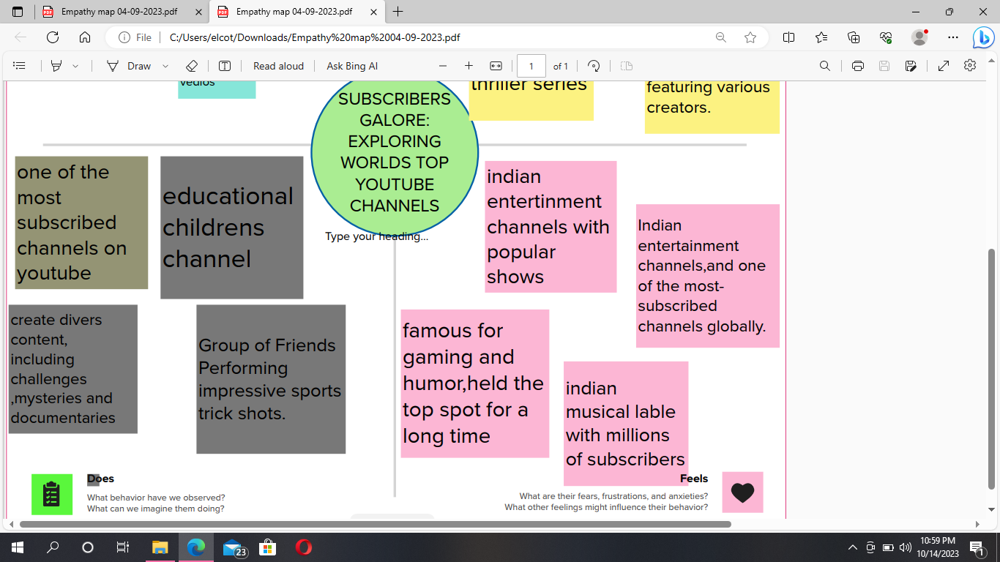 Empathy map 04-09-2023.pdf
Empathy map 04-09-2023.pdf
File
C:/Users/elcot/Downloads/Empathy%20map%2004-09-2023.pdf
Draw
Read aloud
Ask Bing AI
1
of 1
vedios
SUBSCRIBERS
GALORE:
EXPLORING
WORLDS TOP
YOUTUBE
CHANNELS
thriller series
featuring various
creators.
one of the
most
subscribed
channels on
youtube
educational
childrens
channel
Type your heading...
indian
entertinment
channels with
popular
shows
Indian
entertainment
channels,and one
of the most-
subscribed
channels globally.
create divers
content,
including
challenges
,mysteries and
documentaries
Group of Friends
Performing
impressive sports
trick shots.
famous for
gaming and
humor,held the
top spot for a
long time
indian
musical lable
with millions
of subscribers
Does
What behavior have we observed?
What can we imagine them doing?
Feels
What are their fears, frustrations, and anxieties?
What other feelings might influence their behavior?
23
10:59 PM
10/14/2023
1